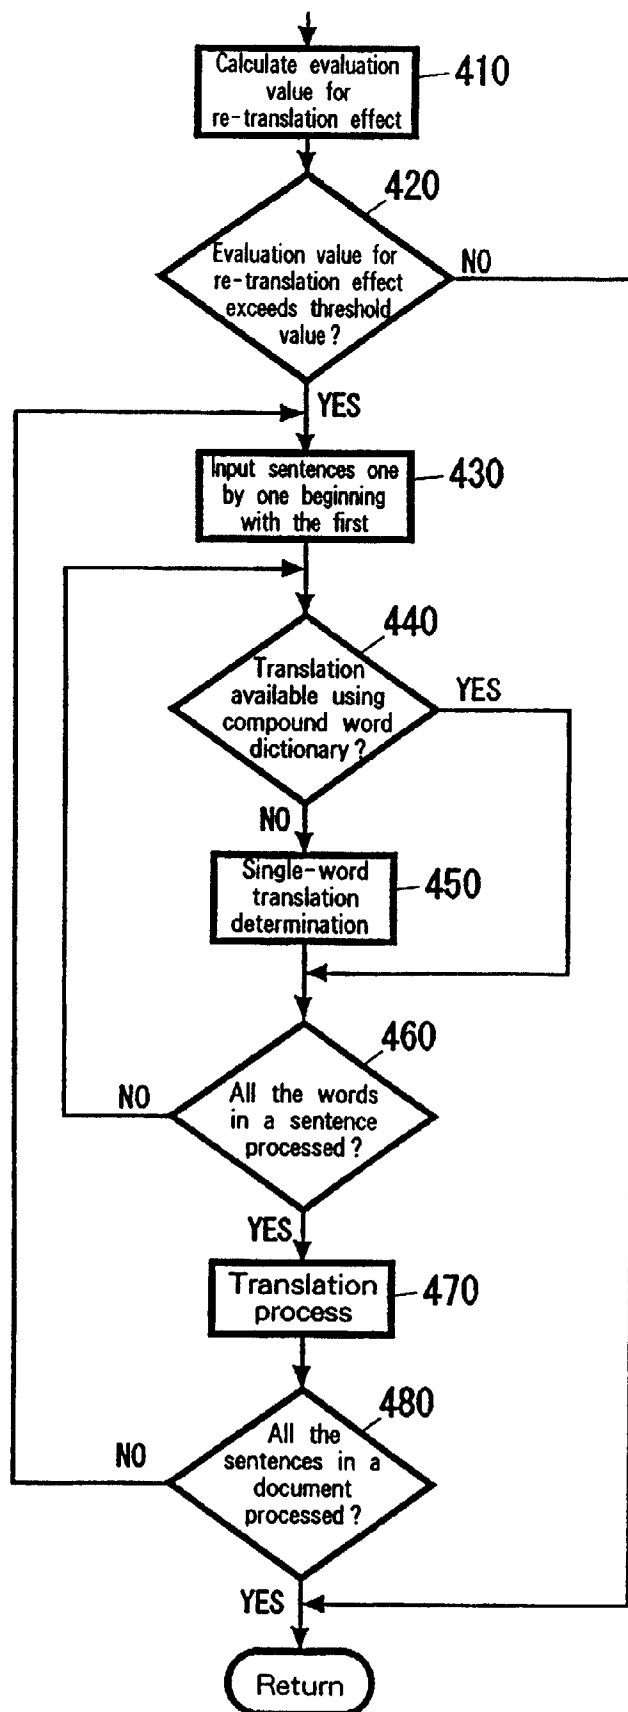 Calculate evaluation
value for
re-translation effect
410
420
Evaluation value for
re-translation effect
exceeds threshold
value?
NO
YES
Input sentences one
by one beginning
with the first
430
440
Translation
available using
compound word
dictionary?
YES
NO
Single-word
translation
determination
450
460
All the words
in a sentence
processed?
NO
YES
Translation
process
470
480
All the
sentences in a
document
processed?
NO
YES
Return